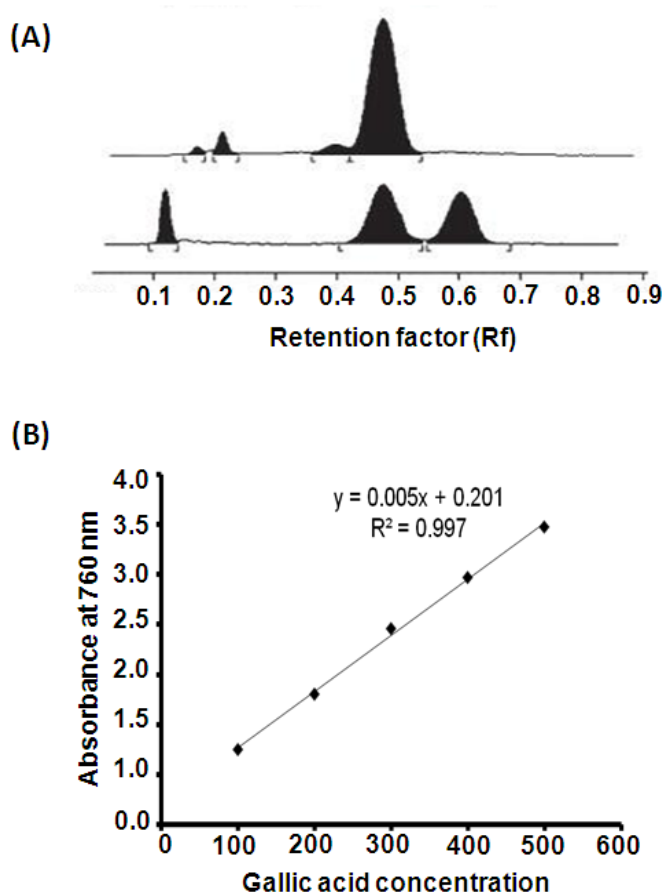 (A)
0.1 0.2 0.3 0.4 0.5 0.6 0.7 0.8 0.9
Retention factor (Rf)
(B)
y = 0.005x + 0.201
R² = 0.997
4.0
3.5
3.0
2.5
2.0
1.5
1.0
0.0
Absorbance at 760 nm
0 100 200 300 400 500 600
Gallic acid concentration